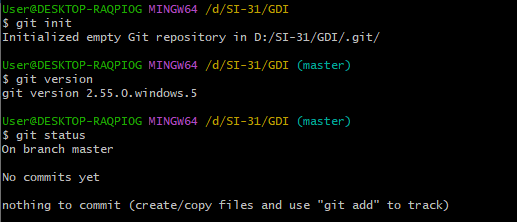 User@DESKTOP-RAQPIOG MINGW64 /d/SI-31/GDI
$ git init
Initialized empty Git repository in D:/SI-31/GDI/.git/
User@DESKTOP-RAQPIOG MINGW64 /d/SI-31/GDI (master)
$ git version
git version 2.55.0.windows.5
User@DESKTOP-RAQPIOG MINGW64 /d/SI-31/GDI (master)
$ git status
On branch master
No commits yet
nothing to commit (create/copy files and use "git add" to track)